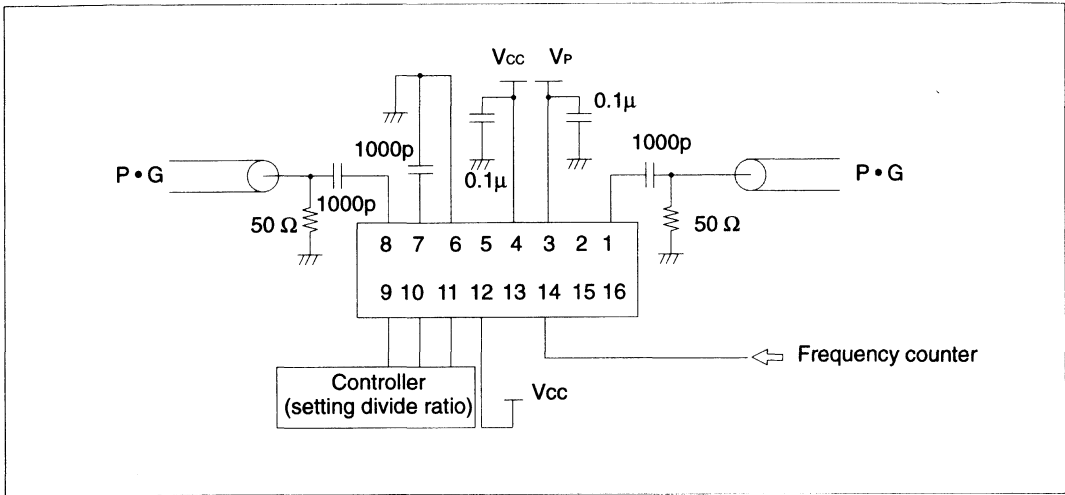 Vcc VP
0.1µ
1000p 1000p
P • G 0.1µ P • G
1000p
50 Ω 50 Ω
8 7 6 5 4 3 2 1
9 10 11 12 13 14 15 16
Frequency counter
Controller
(setting divide ratio)
Vcc